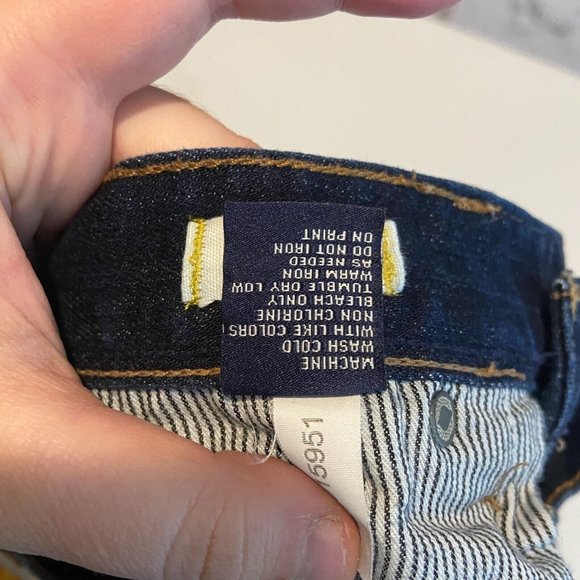 MACHINE
WASH COLD
WITH LIKE COLORS
NON CHLORINE
BLEACH ONLY
TUMBLE DRY LOW
WARM IRON
AS NEEDED
DO NOT IRON
ON PRINT
5951